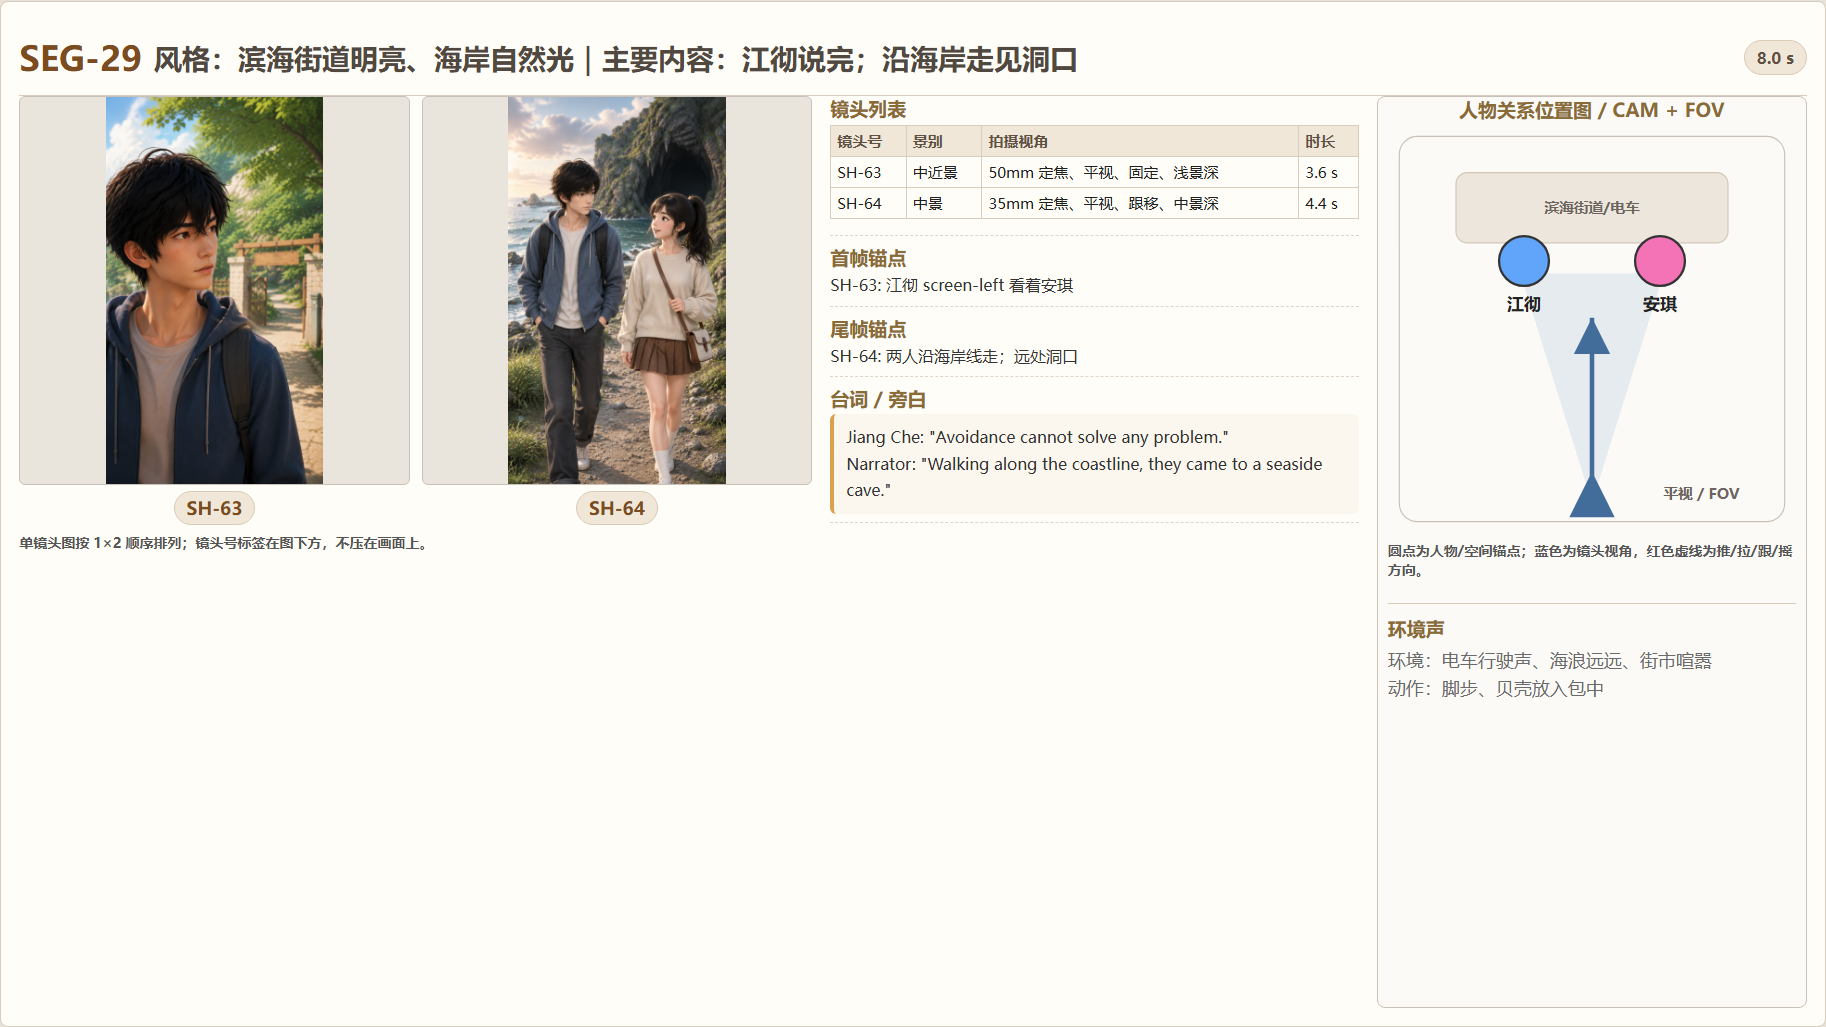 SEG-29 风格：滨海街道明亮、海岸自然光 | 主要内容：江彻说完；沿海岸走见洞口
8.0 s
SH-63
SH-64
单镜头图按 1×2 顺序排列；镜头号标签在图下方，不压在画面上。
镜头列表
镜头号 景别 拍摄视角 时长
SH-63 中近景 50mm 定焦、平视、固定、浅景深 3.6 s
SH-64 中景 35mm 定焦、平视、跟移、中景深 4.4 s
首帧锚点
SH-63: 江彻 screen-left 看着安琪
尾帧锚点
SH-64: 两人沿海岸线走；远处洞口
台词 / 旁白
Jiang Che: "Avoidance cannot solve any problem."
Narrator: "Walking along the coastline, they came to a seaside
cave."
人物关系位置图 / CAM + FOV
滨海街道/电车
江彻
安琪
平视 / FOV
圆点为人物/空间锚点；蓝色为镜头视角，红色虚线为推/拉/跟/摇
方向。
环境声
环境：电车行驶声、海浪远远、街市喧嚣
动作：脚步、贝壳放入包中